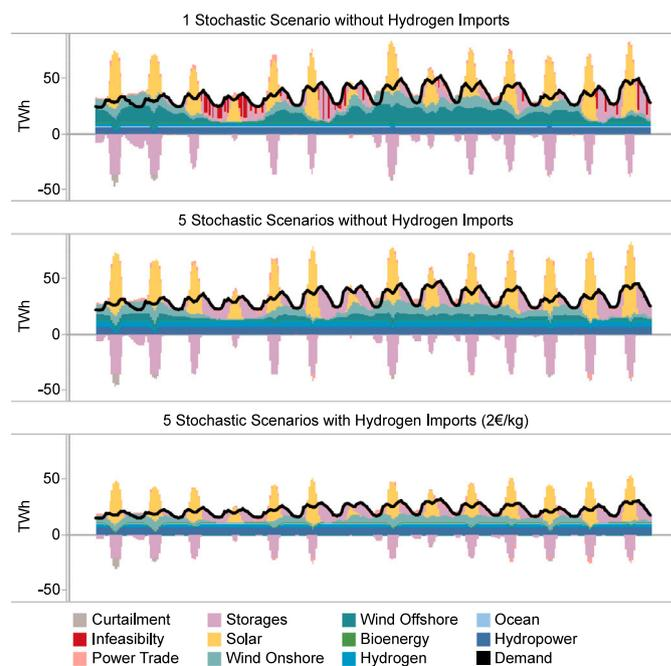 1 Stochastic Scenario without Hydrogen Imports
50
TWh
0
-50
5 Stochastic Scenarios without Hydrogen Imports
50
TWh
0
-50
5 Stochastic Scenarios with Hydrogen Imports (2€/kg)
50
TWh
0
-50
Curtailment Storages Wind Offshore Ocean
Infeasibilty Solar Bioenergy Hydropower
Power Trade Wind Onshore Hydrogen Demand